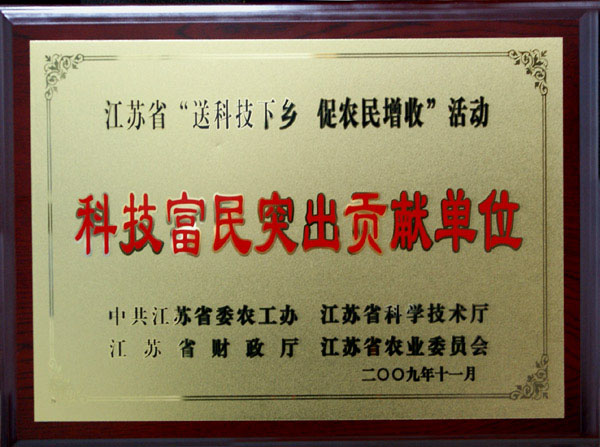 江苏省“送科技下乡 促农民增收”活动
科技富民突出贡献单位
中共江苏省委农工办 江苏省科学技术厅
江苏省财政厅 江苏省农业委员会
二〇〇九年十一月